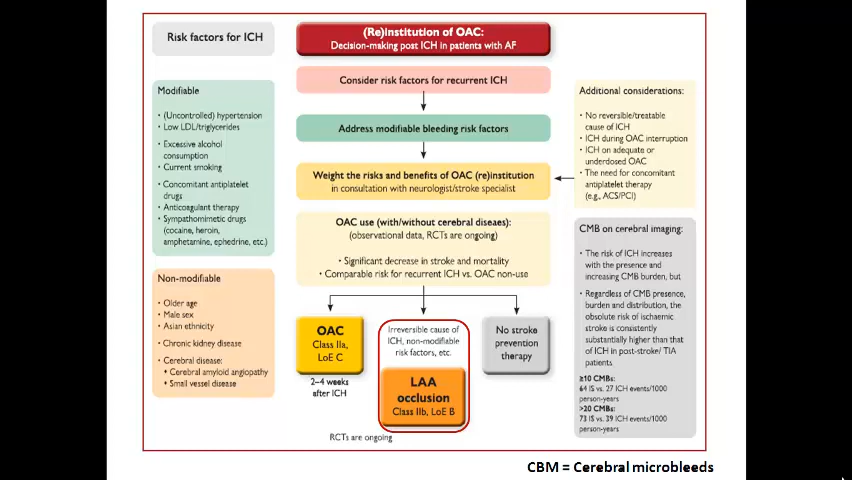 Risk factors for ICH
(Re)institution of OAC:
Decision-making post ICH in patients with AF
Consider risk factors for recurrent ICH
Address modifiable bleeding risk factors
Weight the risks and benefits of OAC (re)institution
in consultation with neurologist/stroke specialist
OAC use (with/without cerebral diseaes):
(observational data, RCTs are ongoing)
• Significant decrease in stroke and mortality
• Comparable risk for recurrent ICH vs. OAC non-use
OAC
Class IIa,
LoE C
2–4 weeks
after ICH
Irreversible cause of
ICH, non-modifiable
risk factors, etc.
LAA
occlusion
Class IIb, LoE B
No stroke
prevention
therapy
RCTs are ongoing
Modifiable
• (Uncontrolled) hypertension
• Low LDL/triglycerides
• Excessive alcohol
consumption
• Current smoking
• Concomitant antiplatelet
drugs
• Anticoagulant therapy
• Sympathomimetic drugs
(cocaine, heroin,
amphetamine, ephedrine, etc.)
Non-modifiable
• Older age
• Male sex
• Asian ethnicity
• Chronic kidney disease
• Cerebral disease:
• Cerebral amyloid angiopathy
• Small vessel disease
Additional considerations:
• No reversible/treatable
cause of ICH
• ICH during OAC interruption
• ICH on adequate or
underdosed OAC
• The need for concomitant
antiplatelet therapy
(e.g., ACS/PCI)
CMB on cerebral imaging:
• The risk of ICH increases
with the presence and
increasing CMB burden, but
• Regardless of CMB presence,
burden and distribution, the
absolute risk of ischaemic
stroke is consistently
substantially higher than that
of ICH in post-stroke/ TIA
patients
≥10 CMBs:
64 IS vs. 27 ICH events/1000
person-years
>20 CMBs:
73 IS vs. 39 ICH events/1000
person-years
CBM = Cerebral microbleeds